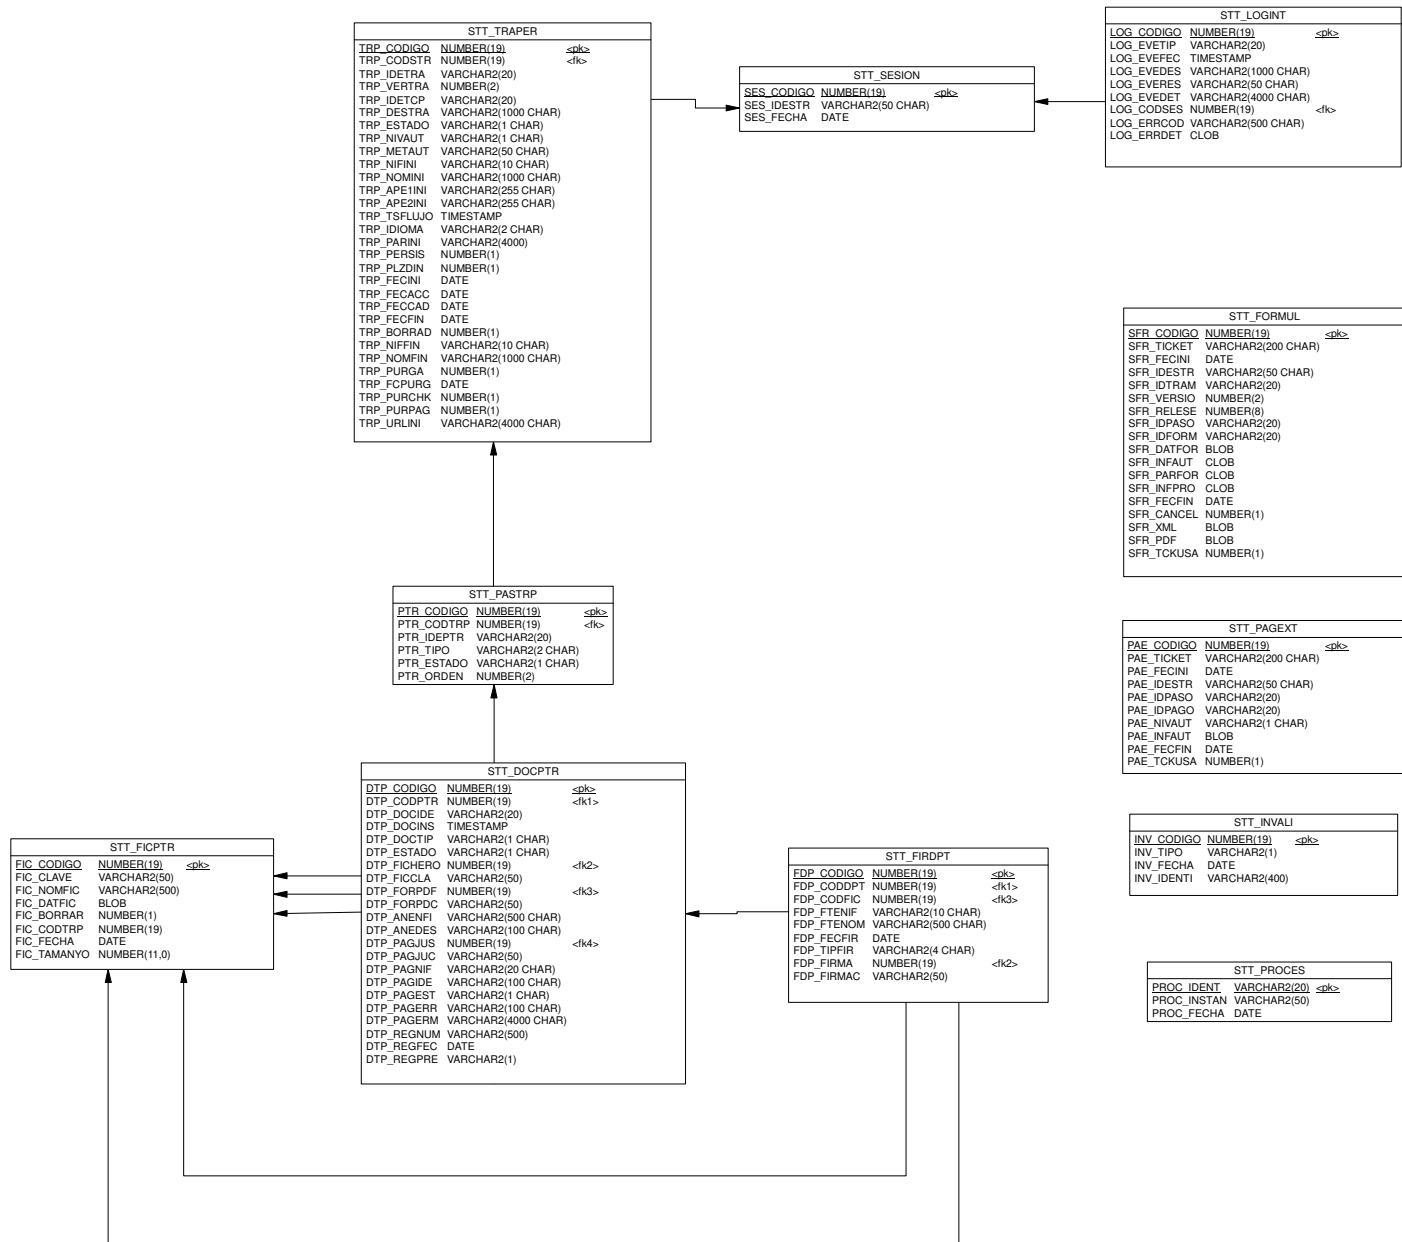 STT_TRAPER
TRP_CODIGO NUMBER(19) <pk>
TRP_CODSTR NUMBER(19) <fk>
TRP_IDETRA VARCHAR2(20)
TRP_VERTRA NUMBER(2)
TRP_IDETCP VARCHAR2(20)
TRP_DESTRA VARCHAR2(1000 CHAR)
TRP_ESTADO VARCHAR2(1 CHAR)
TRP_NIVAUT VARCHAR2(1 CHAR)
TRP_METAUT VARCHAR2(50 CHAR)
TRP_NIFINI VARCHAR2(10 CHAR)
TRP_NOMINI VARCHAR2(1000 CHAR)
TRP_APE1INI VARCHAR2(255 CHAR)
TRP_APE2INI VARCHAR2(255 CHAR)
TRP_TSFLUJO TIMESTAMP
TRP_IDIOMA VARCHAR2(2 CHAR)
TRP_PARINI VARCHAR2(4000)
TRP_PERSIS NUMBER(1)
TRP_PLZDIN NUMBER(1)
TRP_FECINI DATE
TRP_FECACC DATE
TRP_FECCAD DATE
TRP_FECFIN DATE
TRP_BORRAD NUMBER(1)
TRP_NIFFIN VARCHAR2(10 CHAR)
TRP_NOMFIN VARCHAR2(1000 CHAR)
TRP_PURGA NUMBER(1)
TRP_FCPURG DATE
TRP_PURCHK NUMBER(1)
TRP_PURPAG NUMBER(1)
TRP_URLINI VARCHAR2(4000 CHAR)
STT_SESION
SES_CODIGO NUMBER(19) <pk>
SES_IDESTR VARCHAR2(50 CHAR)
SES_FECHA DATE
STT_LOGINT
LOG_CODIGO NUMBER(19) <pk>
LOG_EVETIP VARCHAR2(20)
LOG_EVEFEC TIMESTAMP
LOG_EVEDES VARCHAR2(1000 CHAR)
LOG_EVERES VARCHAR2(50 CHAR)
LOG_EVEDET VARCHAR2(4000 CHAR)
LOG_CODSES NUMBER(19) <fk>
LOG_ERRCOD VARCHAR2(500 CHAR)
LOG_ERRDET CLOB
STT_FORMUL
SFR_CODIGO NUMBER(19) <pk>
SFR_TICKET VARCHAR2(200 CHAR)
SFR_FECINI DATE
SFR_IDESTR VARCHAR2(50 CHAR)
SFR_IDTRAM VARCHAR2(20)
SFR_VERSIO NUMBER(2)
SFR_RELESE NUMBER(8)
SFR_IDPASO VARCHAR2(20)
SFR_IDFORM VARCHAR2(20)
SFR_DATFOR BLOB
SFR_INFAUT CLOB
SFR_PARFOR CLOB
SFR_INFPRO CLOB
SFR_FECFIN DATE
SFR_CANCEL NUMBER(1)
SFR_XML BLOB
SFR_PDF BLOB
SFR_TCKUSA NUMBER(1)
STT_PASTRP
PTR_CODIGO NUMBER(19) <pk>
PTR_CODTRP NUMBER(19) <fk>
PTR_IDEPTR VARCHAR2(20)
PTR_TIPO VARCHAR2(2 CHAR)
PTR_ESTADO VARCHAR2(1 CHAR)
PTR_ORDEN NUMBER(2)
STT_PAGEXT
PAE_CODIGO NUMBER(19) <pk>
PAE_TICKET VARCHAR2(200 CHAR)
PAE_FECINI DATE
PAE_IDESTR VARCHAR2(50 CHAR)
PAE_IDPASO VARCHAR2(20)
PAE_IDPAGO VARCHAR2(20)
PAE_NIVAUT VARCHAR2(1 CHAR)
PAE_INFAUT BLOB
PAE_FECFIN DATE
PAE_TCKUSA NUMBER(1)
STT_DOCPTR
DTP_CODIGO NUMBER(19) <pk>
DTP_CODPTR NUMBER(19) <fk1>
DTP_DOCIDE VARCHAR2(20)
DTP_DOCINS TIMESTAMP
DTP_DOCTIP VARCHAR2(1 CHAR)
DTP_ESTADO VARCHAR2(1 CHAR)
DTP_FICHERO NUMBER(19) <fk2>
DTP_FICCLA VARCHAR2(50)
DTP_FORPDF NUMBER(19) <fk3>
DTP_FORPDC VARCHAR2(50)
DTP_ANENFI VARCHAR2(500 CHAR)
DTP_ANEDES VARCHAR2(100 CHAR)
DTP_PAGJUS NUMBER(19) <fk4>
DTP_PAGJUC VARCHAR2(50)
DTP_PAGNIF VARCHAR2(20 CHAR)
DTP_PAGIDE VARCHAR2(100 CHAR)
DTP_PAGEST VARCHAR2(1 CHAR)
DTP_PAGERR VARCHAR2(100 CHAR)
DTP_PAGERM VARCHAR2(4000 CHAR)
DTP_REGNUM VARCHAR2(500)
DTP_REGFEC DATE
DTP_REGPRE VARCHAR2(1)
STT_FICPTR
FIC_CODIGO NUMBER(19) <pk>
FIC_CLAVE VARCHAR2(50)
FIC_NOMFIC VARCHAR2(500)
FIC_DATFIC BLOB
FIC_BORRAR NUMBER(1)
FIC_CODTRP NUMBER(19)
FIC_FECHA DATE
FIC_TAMANYO NUMBER(11,0)
STT_FIRDPT
FDP_CODIGO NUMBER(19) <pk>
FDP_CODDPT NUMBER(19) <fk1>
FDP_CODFIC NUMBER(19) <fk3>
FDP_FTENIF VARCHAR2(10 CHAR)
FDP_FTENOM VARCHAR2(500 CHAR)
FDP_FECFIR DATE
FDP_TIPFIR VARCHAR2(4 CHAR)
FDP_FIRMA NUMBER(19) <fk2>
FDP_FIRMAC VARCHAR2(50)
STT_INVALI
INV_CODIGO NUMBER(19) <pk>
INV_TIPO VARCHAR2(1)
INV_FECHA DATE
INV_IDENTI VARCHAR2(400)
STT_PROCES
PROC_IDENT VARCHAR2(20) <pk>
PROC_INSTAN VARCHAR2(50)
PROC_FECHA DATE